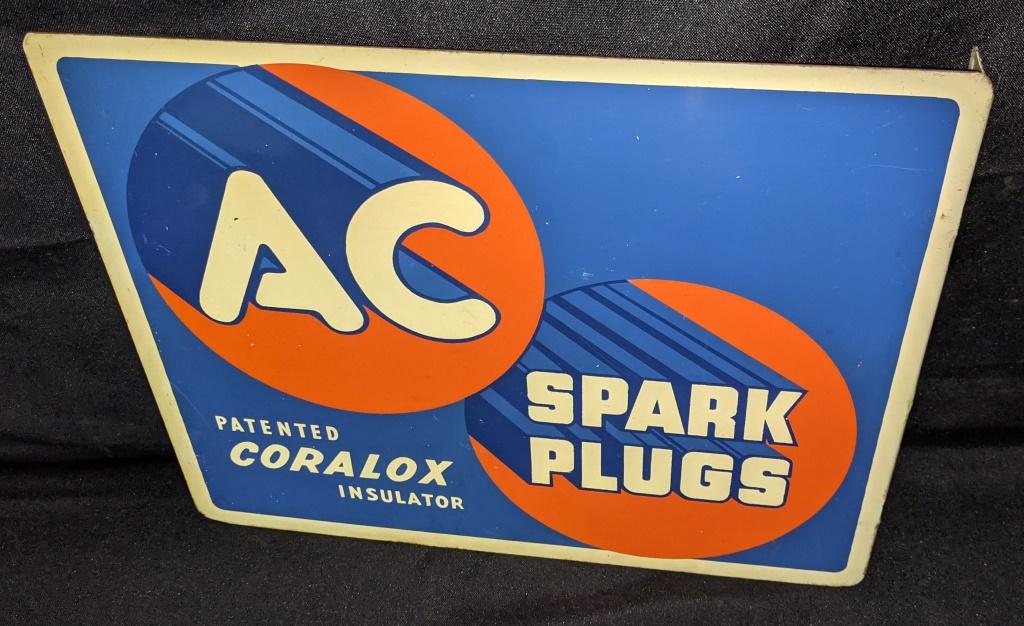 AC
SPARK
PLUGS
PATENTED
CORALOX
INSULATOR